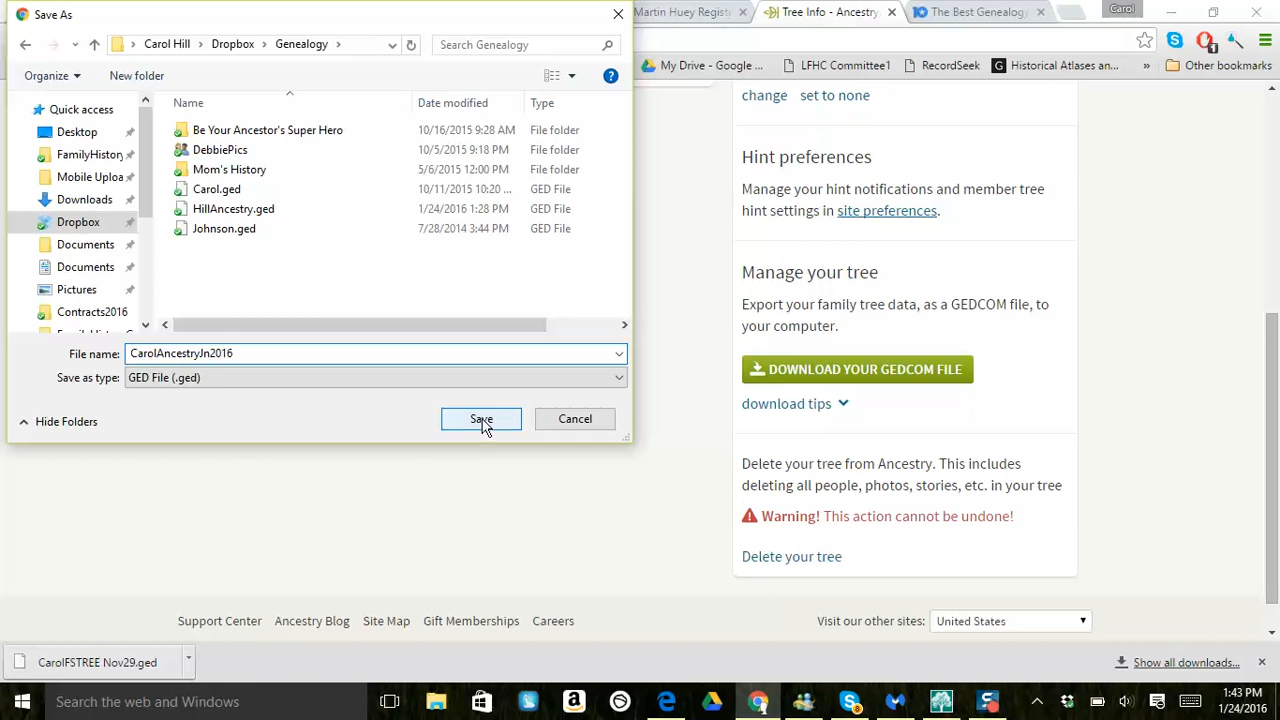 Save As
Martin Huey Regist
Tree Info - Ancestry
The Best Genealogy
Carol
Carol Hill
Dropbox
Genealogy
Search Genealogy
My Drive - Google ...
LFHC Committee1
RecordSeek
G Historical Atlases an...
»
Other bookmarks
Organize
New folder
Name
Date modified
Type
Quick access
Desktop
FamilyHistory
Mobile Uploa
Downloads
Dropbox
Documents
Documents
Pictures
Contracts2016
Be Your Ancestor's Super Hero 10/16/2015 9:28 AM File folder
DebbiePics 10/5/2015 9:18 PM File folder
Mom's History 5/6/2015 12:00 PM File folder
Carol.ged 10/11/2015 10:20 ... GED File
HillAncestry.ged 1/24/2016 1:28 PM GED File
Johnson.ged 7/28/2014 3:44 PM GED File
File name: CarolAncestryJn2016
Save as type: GED File (.ged)
Hide Folders
Save
Cancel
change set to none
Hint preferences
Manage your hint notifications and member tree
hint settings in site preferences.
Manage your tree
Export your family tree data, as a GEDCOM file, to
your computer.
DOWNLOAD YOUR GEDCOM FILE
download tips
Delete your tree from Ancestry. This includes
deleting all people, photos, stories, etc. in your tree
Warning! This action cannot be undone!
Delete your tree
Support Center Ancestry Blog Site Map Gift Memberships Careers
Visit our other sites: United States
CarolFSTREE Nov29.ged
Show all downloads...
Search the web and Windows
1:43 PM
1/24/2016